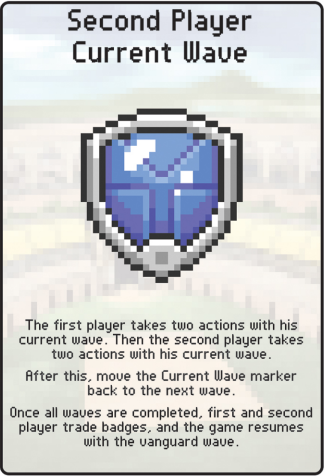 Second Player
Current Wave
The first player takes two actions with his
current wave. Then the second player takes
two actions with his current wave.
After this, move the Current Wave marker
back to the next wave.
Once all waves are completed, first and second
player trade badges, and the game resumes
with the vanguard wave.